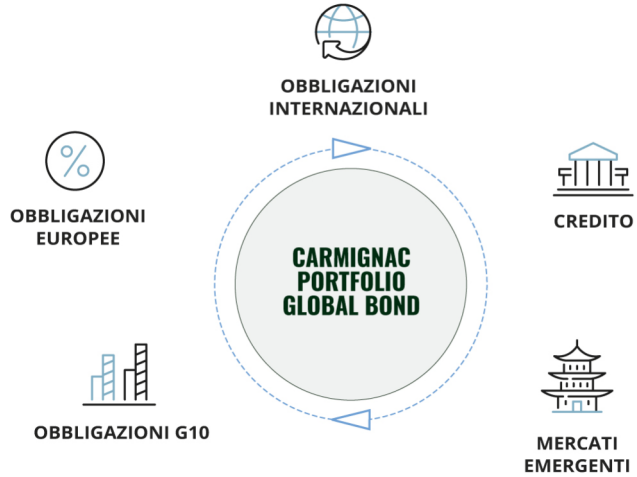 OBBLIGAZIONI
INTERNAZIONALI
OBBLIGAZIONI
EUROPEE
CREDITO
CARMIGNAC
PORTFOLIO
GLOBAL BOND
OBBLIGAZIONI G10
MERCATI
EMERGENTI